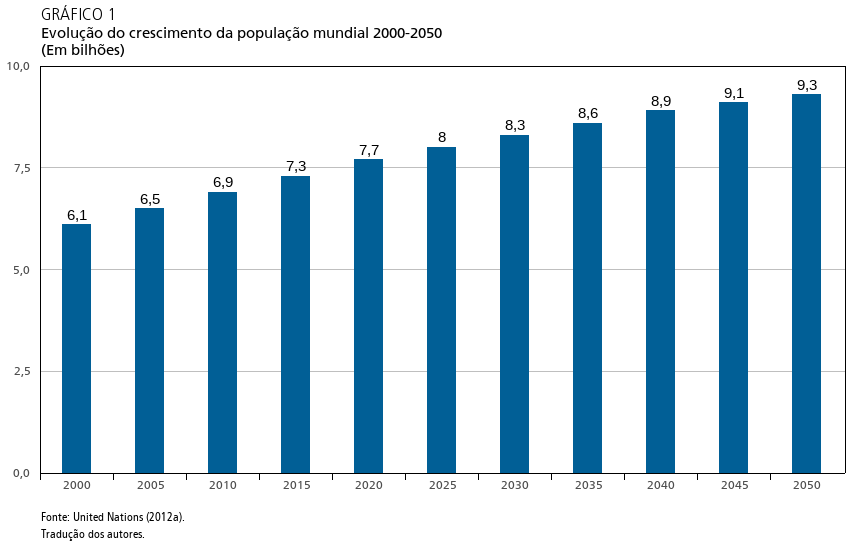 GRÁFICO 1
Evolução do crescimento da população mundial 2000-2050
(Em bilhões)
10,0
7,5
5,0
2,5
0,0
6,1
6,5
6,9
7,3
7,7
8
8,3
8,6
8,9
9,1
9,3
2000 2005 2010 2015 2020 2025 2030 2035 2040 2045 2050
Fonte: United Nations (2012a).
Tradução dos autores.